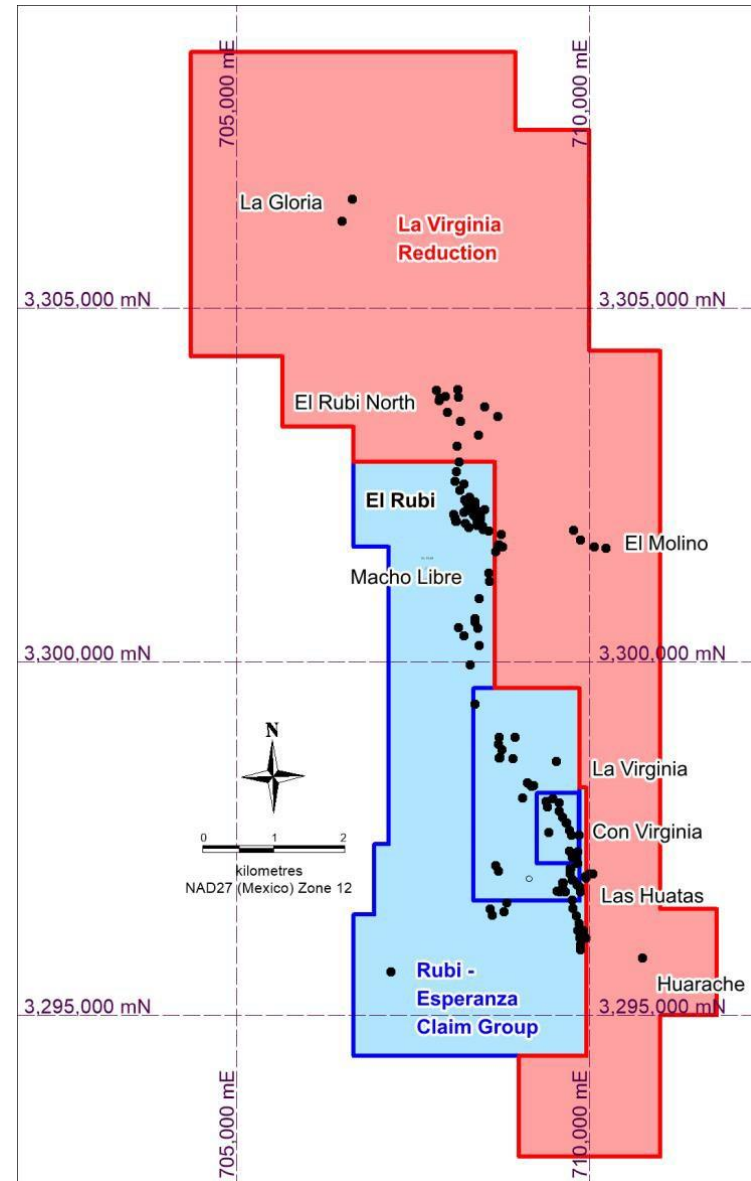 705,000 mE
710,000 mE
La Gloria
La Virginia
Reduction
3,305,000 mN
3,305,000 mN
El Rubi North
El Rubi
El Molino
Macho Libre
3,300,000 mN
3,300,000 mN
N
La Virginia
0 1 2
Con Virginia
kilometres
NAD27 (Mexico) Zone 12
Las Huatas
Rubi -
Esperanza
Claim Group
Huarache
3,295,000 mN
3,295,000 mN
705,000 mE
710,000 mE